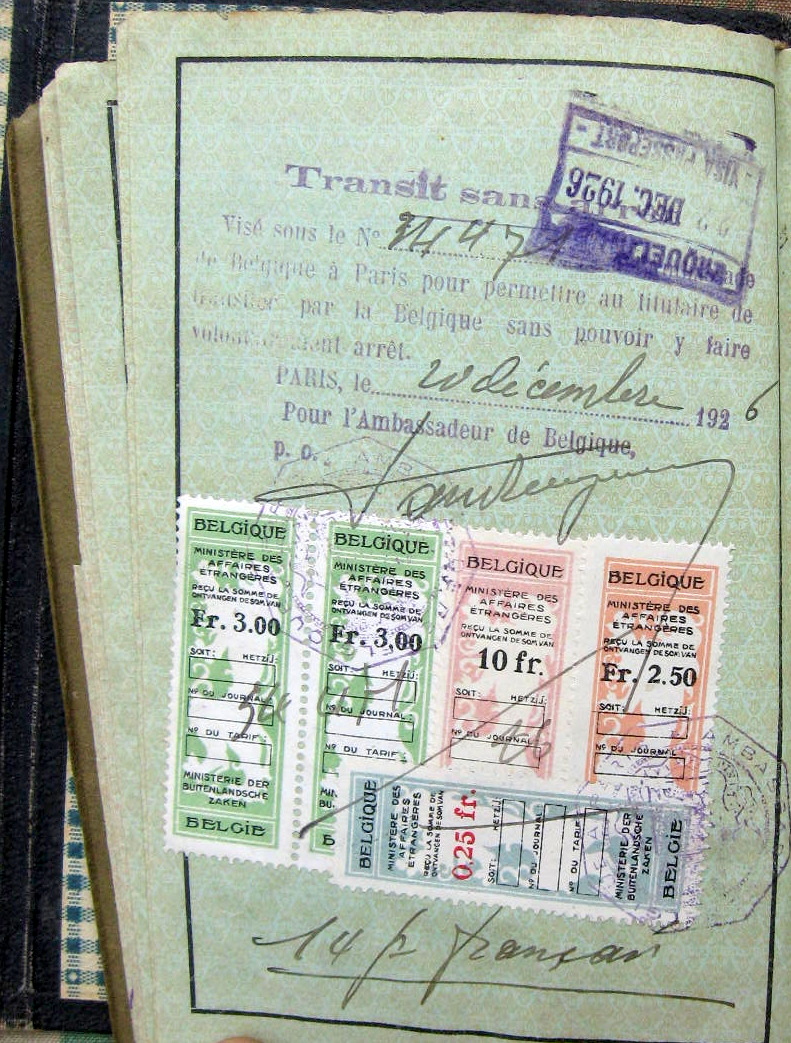 Transit sans
Visé sous le N°
de Belgique à Paris pour permettre au titulaire de
transiter par la Belgique sans pouvoir y faire
volontairement arrêt.
PARIS, le 20 décembre 1926
Pour l'Ambassadeur de Belgique,
p. o.
VISA PASSEPORT -
DEC. 1926
BELGIQUE
MINISTÈRE DES
AFFAIRES
ÉTRANGÈRES
REÇU LA SOMME DE
ONTVANGEN DE SOM VAN
Fr. 3.00
SOIT: HETZIJ:
Nº DU JOURNAL:
Nº DU TARIF:
MINISTERIE DER
BUITENLANDSCHE
ZAKEN
BELGIE
BELGIQUE
MINISTÈRE DES
AFFAIRES
ÉTRANGÈRES
REÇU LA SOMME DE
ONTVANGEN DE SOM VAN
Fr. 3,00
SOIT: HETZIJ:
Nº DU JOURNAL:
Nº DU TARIF:
BELGIQUE
MINISTÈRE DES
AFFAIRES
ÉTRANGÈRES
REÇU LA SOMME DE
ONTVANGEN DE SOM VAN
10 fr.
SOIT: HETZIJ:
Nº DU JOURNAL:
BELGIQUE
MINISTÈRE DES
AFFAIRES
ÉTRANGÈRES
REÇU LA SOMME DE
ONTVANGEN DE SOM VAN
Fr. 2.50
SOIT: HETZIJ:
Nº DU JOURNAL
BELGIQUE
MINISTÈRE DES
AFFAIRES
ÉTRANGÈRES
REÇU LA SOMME DE
ONTVANGEN DE SOM VAN
0.25 fr.
SOIT: HETZIJ:
Nº DU JOURNAL
Nº DU TARIF
MINISTERIE DER
BUITENLANDSCHE
ZAKEN
BELGIE